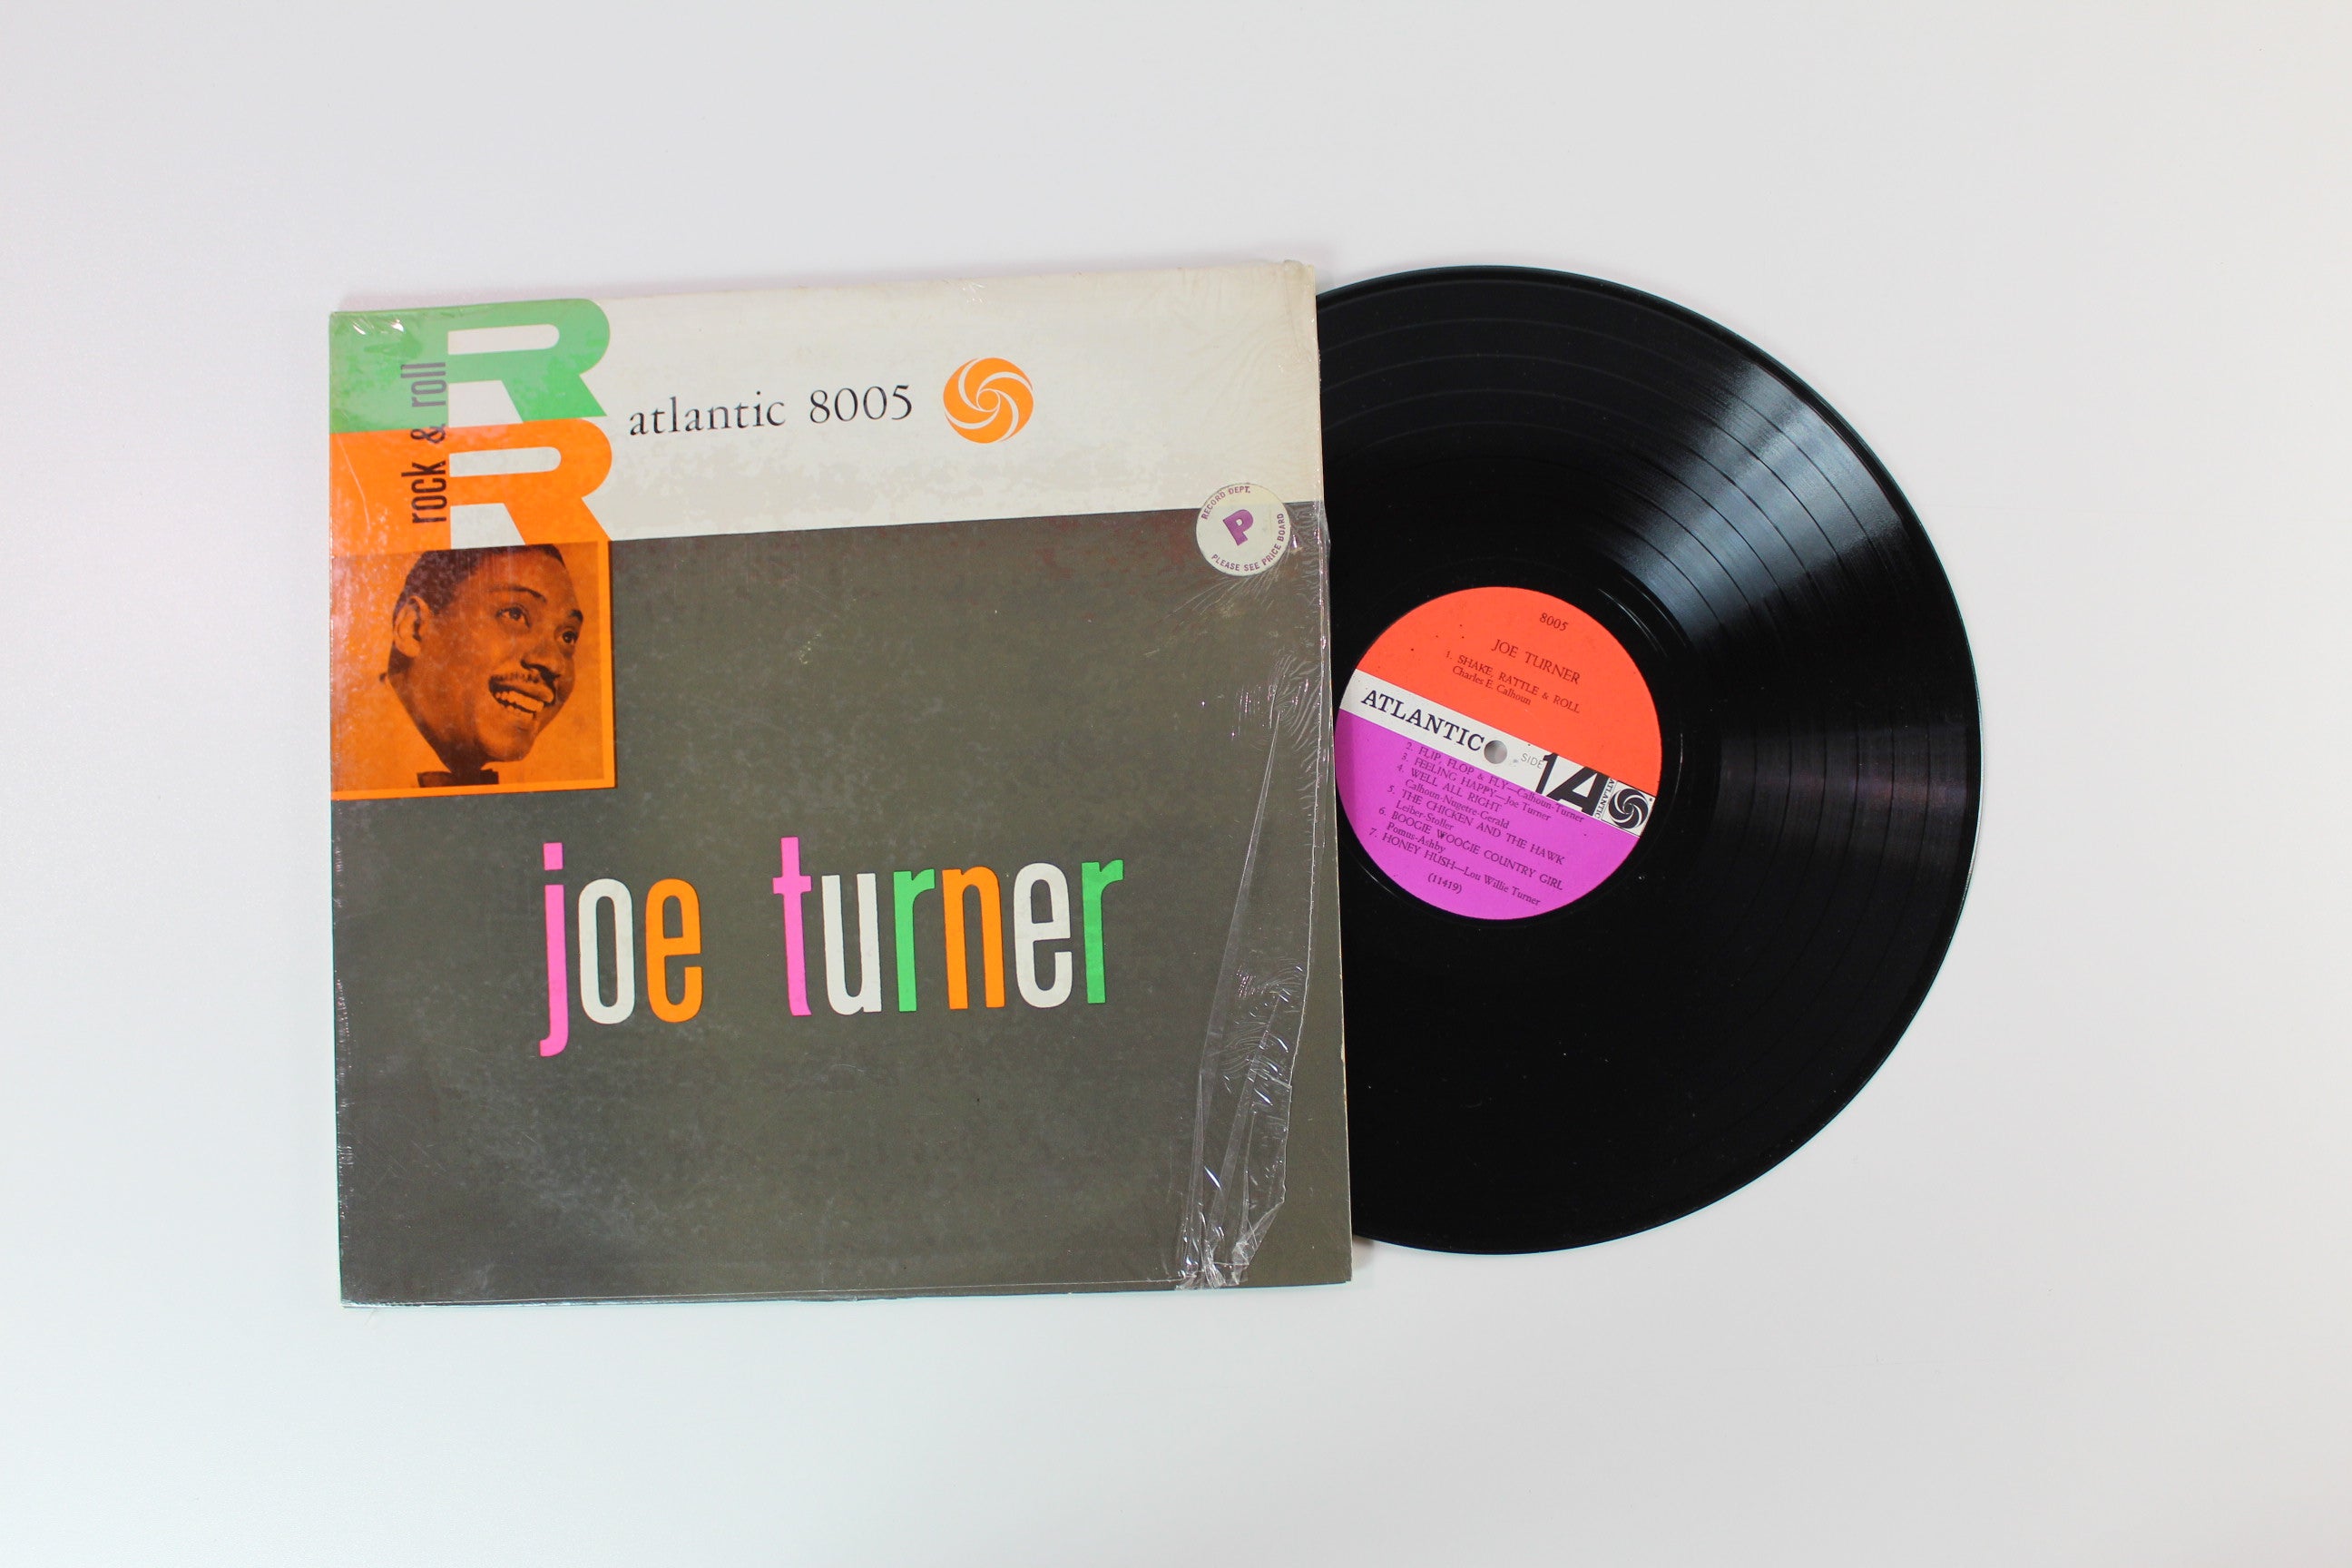 rock & roll
RR
atlantic 8005
RECORD DEPT.
P
PLEASE SEE PRICE BOARD
joe turner
8005
JOE TURNER
1. SHAKE, RATTLE & ROLL
Charles E. Calhoun
ATLANTIC
SIDE 1
A
ATLANTIC
2. FLIP, FLOP & FLY—Calhoun-Turner
3. FEELING HAPPY—Joe Turner
4. WELL ALL RIGHT
Calhoun-Nugetre-Gerald
5. THE CHICKEN AND THE HAWK
Leiber-Stoller
6. BOOGIE WOOGIE COUNTRY GIRL
Pomus-Ashby
7. HONEY HUSH—Lou Willie Turner
(11419)